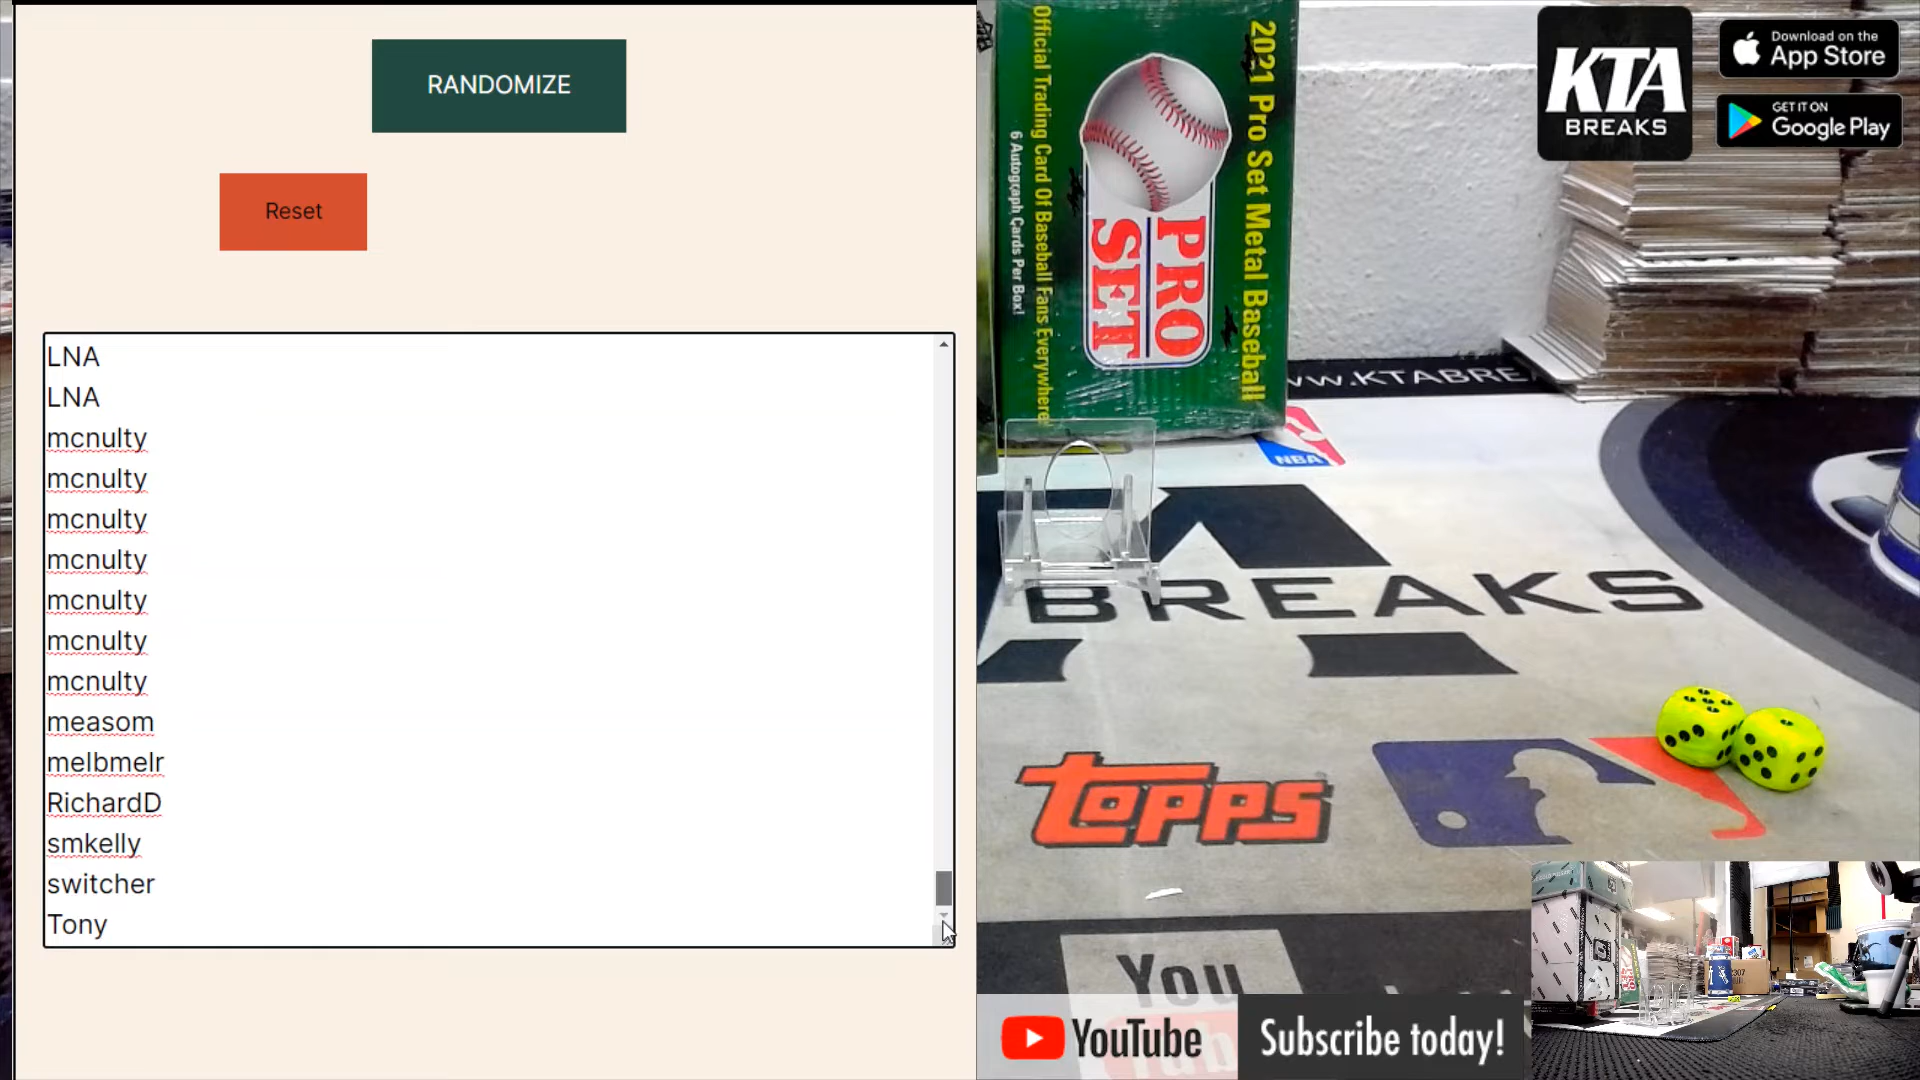 RANDOMIZE
Reset
LNA
LNA
mcnulty
mcnulty
mcnulty
mcnulty
mcnulty
mcnulty
mcnulty
measom
melbmelr
RichardD
smkelly
switcher
Tony
2021 Pro Set Metal Baseball
Official Trading Card Of Baseball Fans Everywhere!
6 Autograph Cards Per Box!
PRO
SET
KTA
BREAKS
Download on the
App Store
GET IT ON
Google Play
NBA
BREAKS
TOPPS
You
YouTube
Subscribe today!